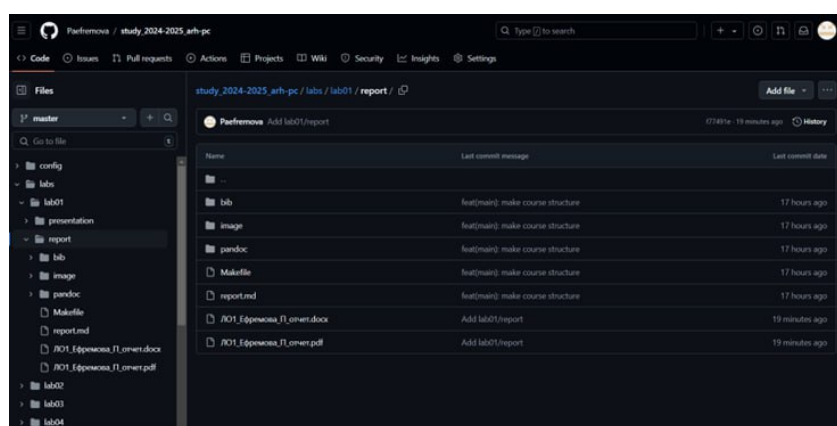 Paefremova / study_2024-2025_arh-pc
Type / to search
Code Issues Pull requests Actions Projects Wiki Security Insights Settings
Files
study_2024-2025_arh-pc / labs / lab01 / report /
Add file
master
Go to file
t
Paefremova Add lab01/report
f77491e · 19 minutes ago
History
Name Last commit message Last commit date
..
bib feat(main): make course structure 17 hours ago
image feat(main): make course structure 17 hours ago
pandoc feat(main): make course structure 17 hours ago
Makefile feat(main): make course structure 17 hours ago
report.md feat(main): make course structure 17 hours ago
Л01_Ефремова_П_отчет.docx Add lab01/report 19 minutes ago
Л01_Ефремова_П_отчет.pdf Add lab01/report 19 minutes ago
config
labs
lab01
presentation
report
bib
image
pandoc
Makefile
report.md
Л01_Ефремова_П_отчет.docx
Л01_Ефремова_П_отчет.pdf
lab02
lab03
lab04